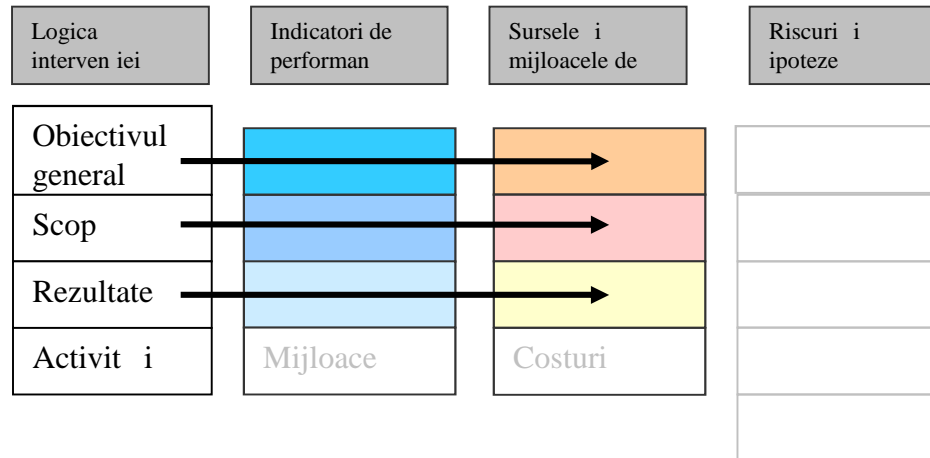 Logica
interven iei
Indicatori de
performan
Sursele i
mijloacele de
Riscuri i
ipoteze
Obiectivul
general
Scop
Rezultate
Activit i
Mijloace
Costuri